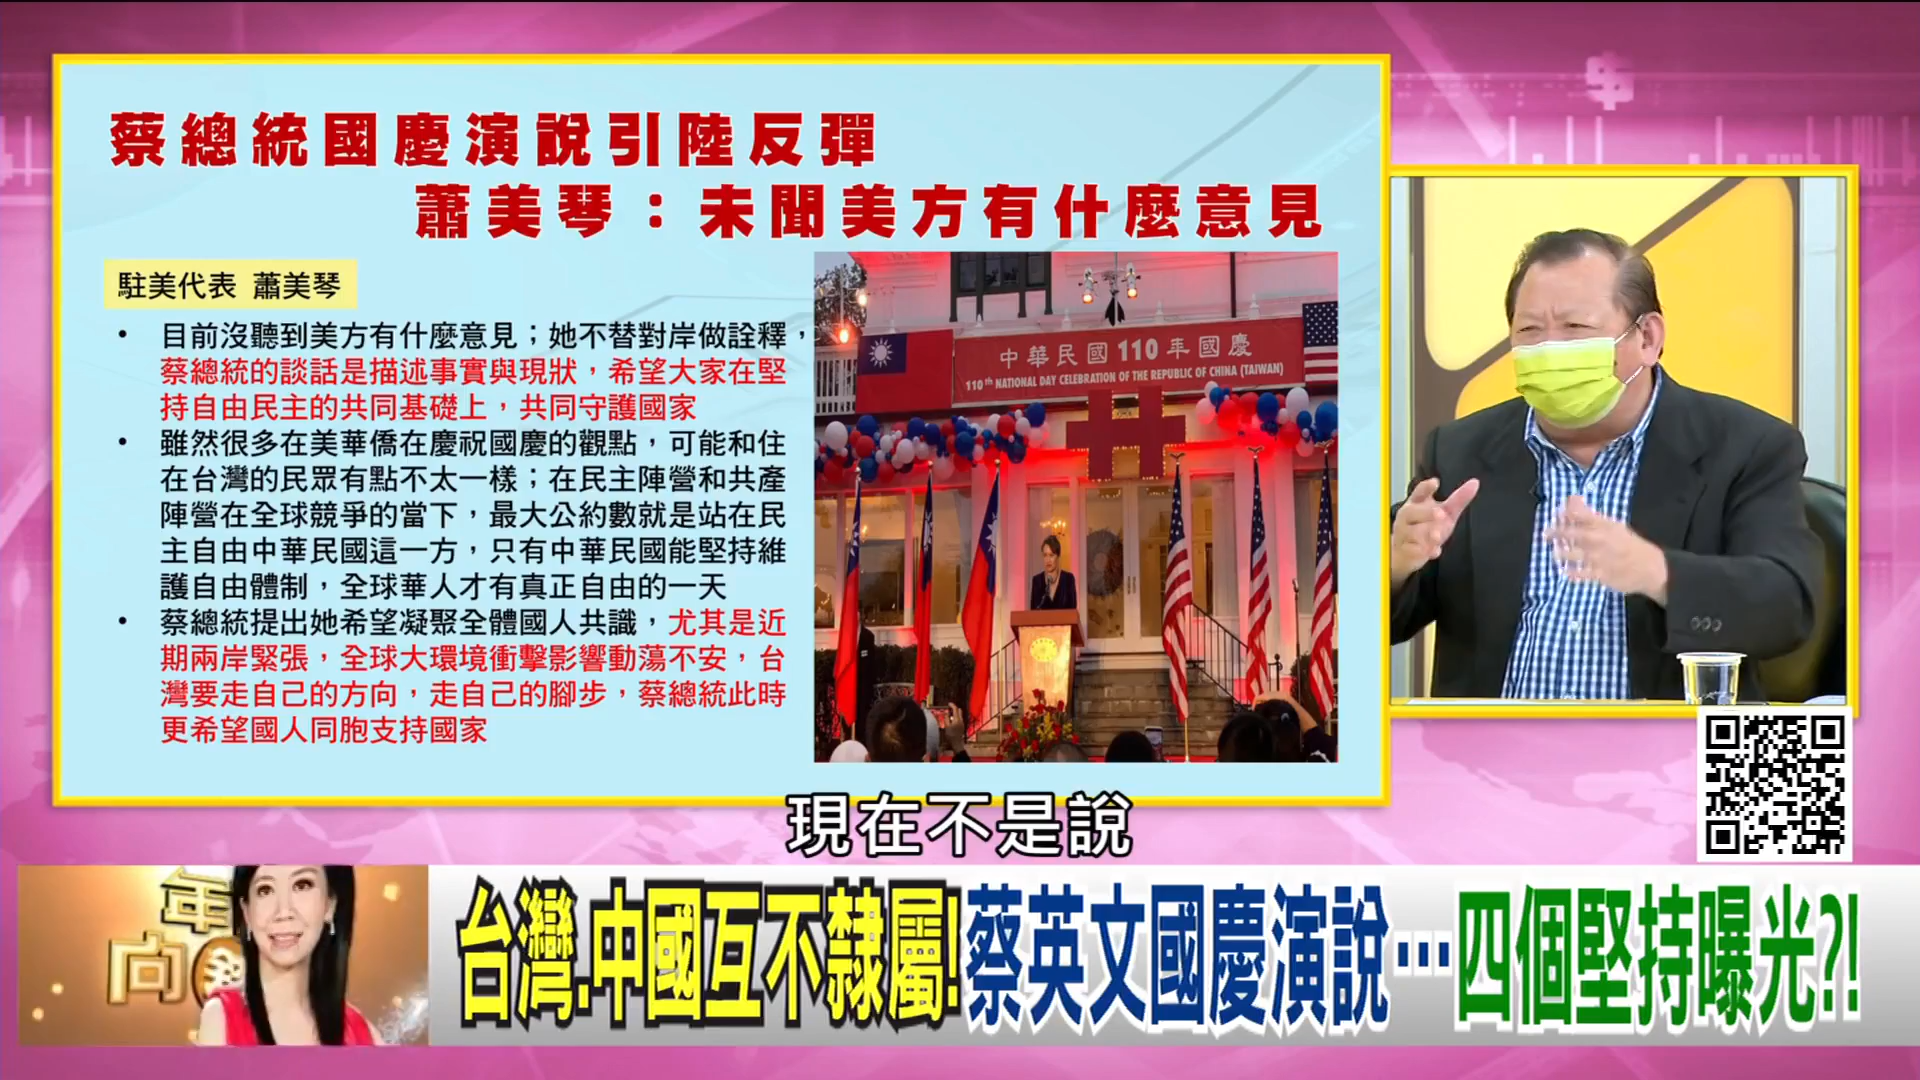 蔡總統國慶演說引陸反彈
蕭美琴：未聞美方有什麼意見
駐美代表 蕭美琴
• 目前沒聽到美方有什麼意見；她不替對岸做詮釋，
蔡總統的談話是描述事實與現狀，希望大家在堅
持自由民主的共同基礎上，共同守護國家
• 雖然很多在美華僑在慶祝國慶的觀點，可能和住
在台灣的民眾有點不太一樣；在民主陣營和共產
陣營在全球競爭的當下，最大公約數就是站在民
主自由中華民國這一方，只有中華民國能堅持維
護自由體制，全球華人才有真正自由的一天
• 蔡總統提出她希望凝聚全體國人共識，尤其是近
期兩岸緊張，全球大環境衝擊影響動蕩不安，台
灣要走自己的方向，走自己的腳步，蔡總統此時
更希望國人同胞支持國家
中華民國110年國慶
110th NATIONAL DAY CELEBRATION OF THE REPUBLIC OF CHINA (TAIWAN)
現在不是說
年
向
台灣.中國互不隸屬!蔡英文國慶演說…四個堅持曝光?!